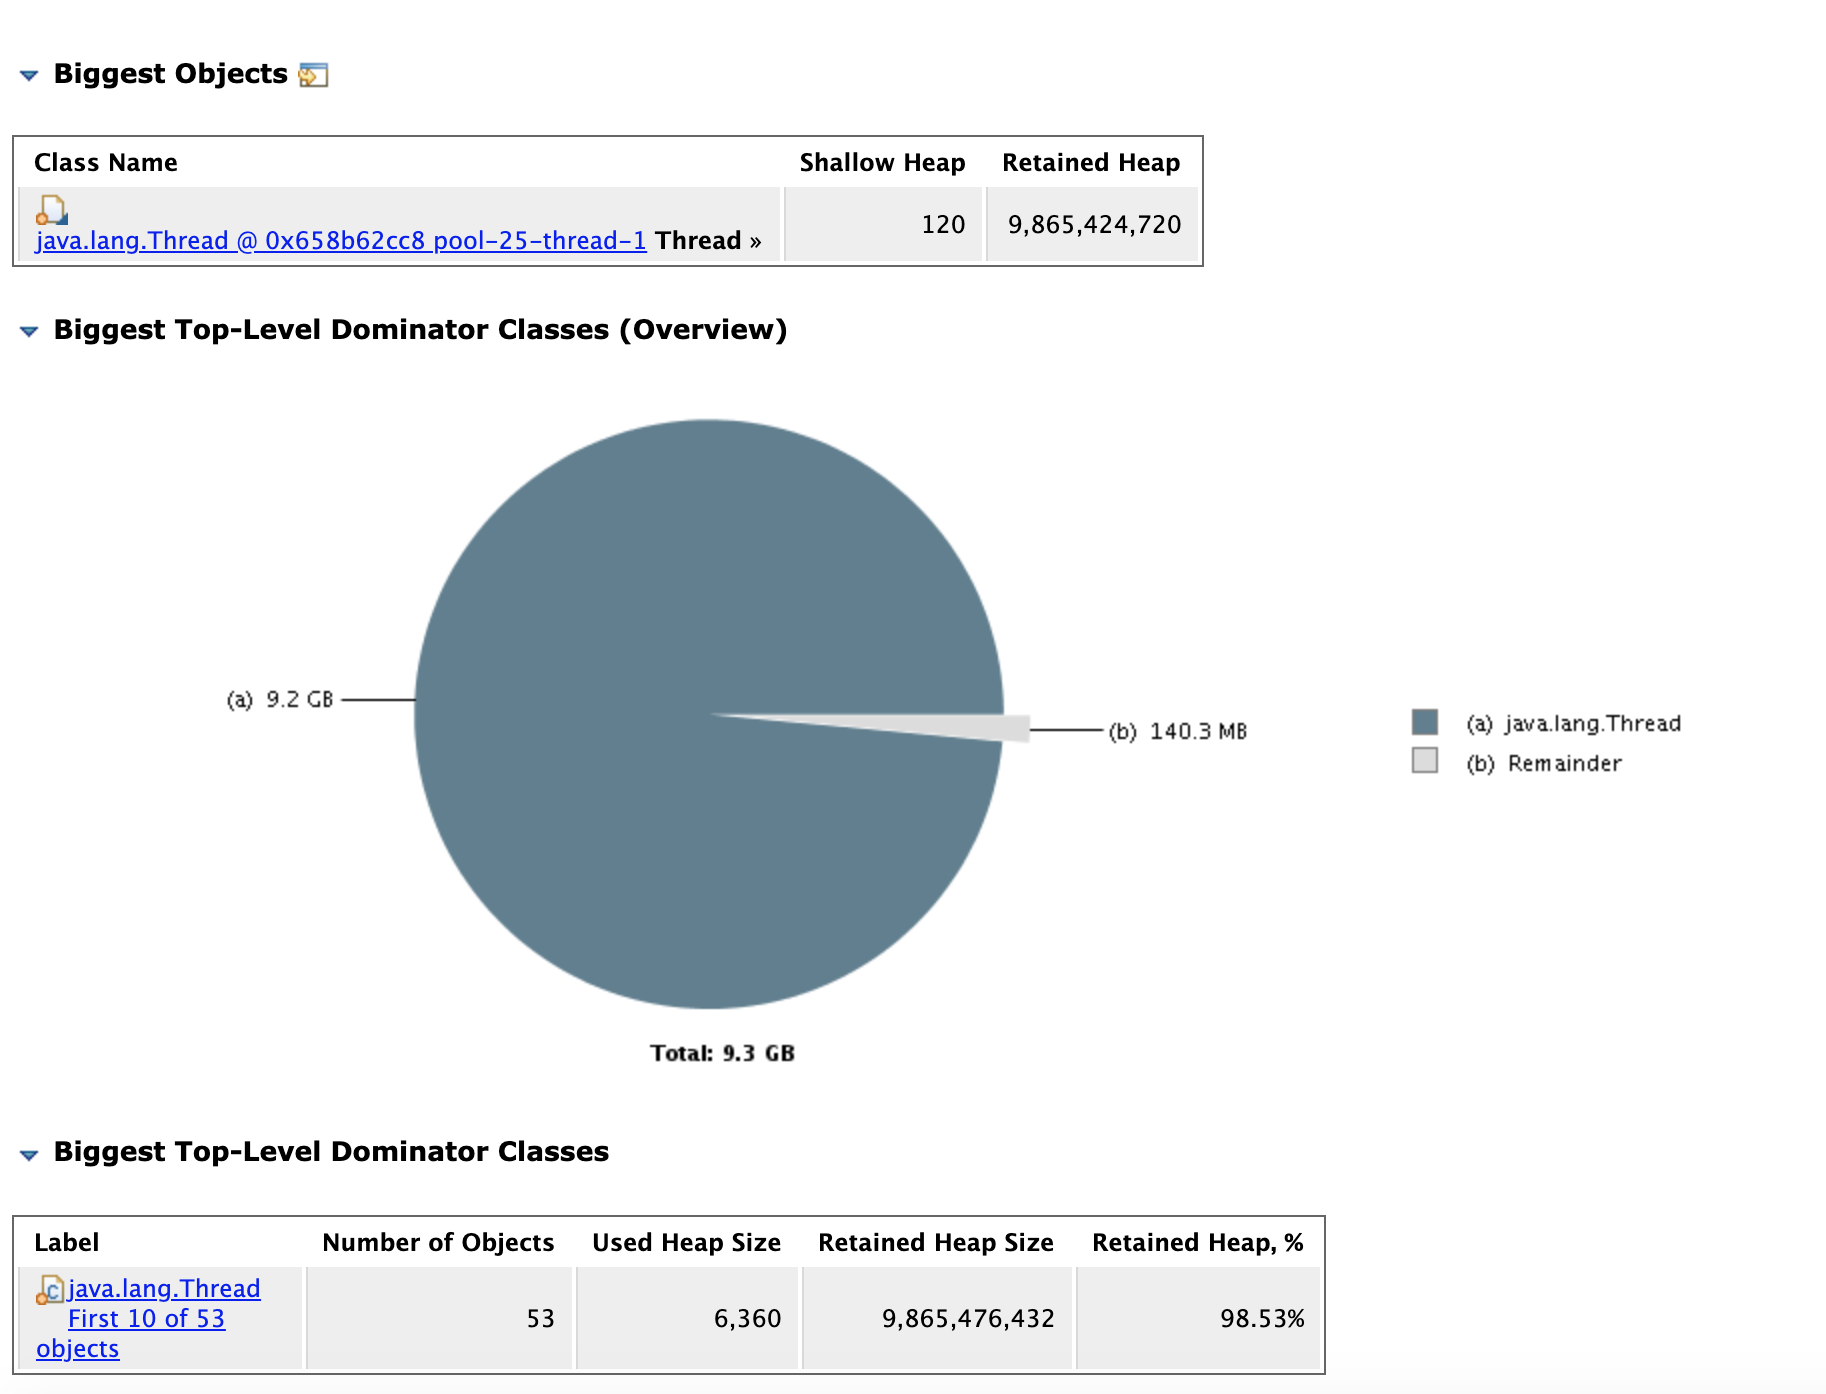 Biggest Objects
Class Name Shallow Heap Retained Heap
java.lang.Thread @ 0x658b62cc8 pool-25-thread-1 Thread » 120 9,865,424,720
Biggest Top-Level Dominator Classes (Overview)
(a) 9.2 GB
(b) 140.3 MB
(a) java.lang.Thread
(b) Remainder
Total: 9.3 GB
Biggest Top-Level Dominator Classes
Label Number of Objects Used Heap Size Retained Heap Size Retained Heap, %
java.lang.Thread
First 10 of 53 53 6,360 9,865,476,432 98.53%
objects